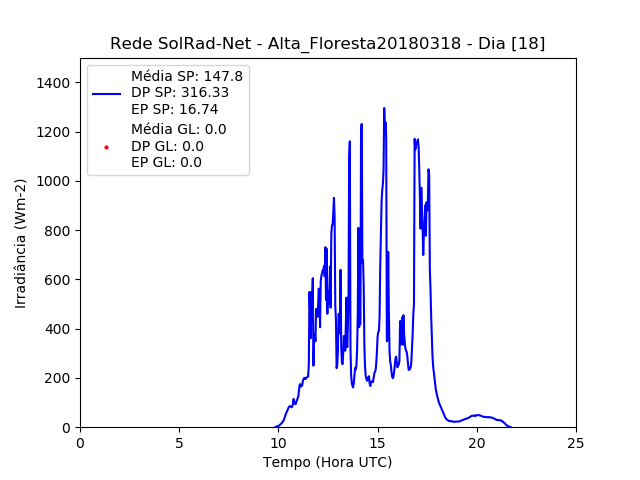 Rede SolRad-Net - Alta_Floresta20180318 - Dia [18]
Média SP: 147.8
DP SP: 316.33
EP SP: 16.74
Média GL: 0.0
DP GL: 0.0
EP GL: 0.0
1400
1200
1000
800
600
400
200
0
Irradiância (Wm-2)
0 5 10 15 20 25
Tempo (Hora UTC)